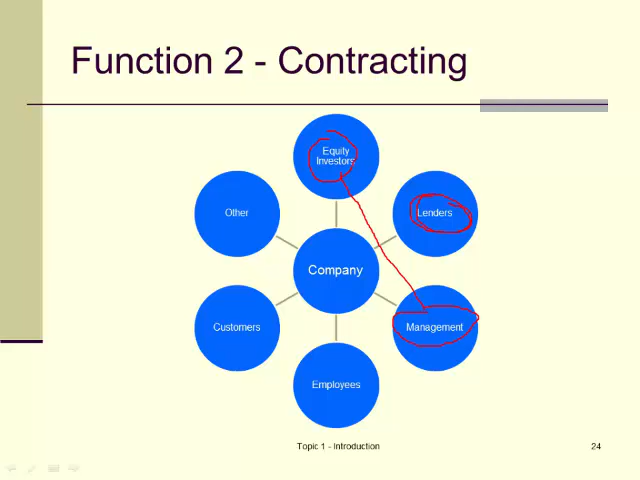 Function 2 - Contracting
Equity
Investors
Other
Lenders
Company
Customers
Management
Employees
Topic 1 - Introduction
24